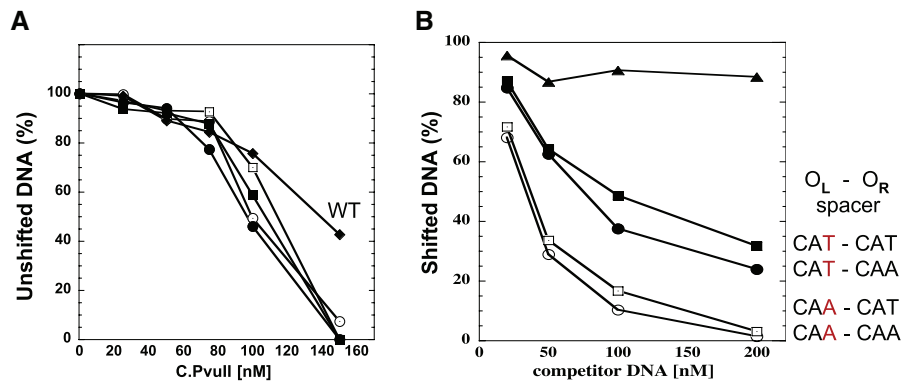 A
Unshifted DNA (%)
100
80
60
40
20
0
WT
0 20 40 60 80 100 120 140 160
C.PvuII [nM]
B
Shifted DNA (%)
100
80
60
40
20
0
0 50 100 150 200
competitor DNA [nM]
OL - OR
spacer
CAT - CAT
CAT - CAA
CAA - CAT
CAA - CAA